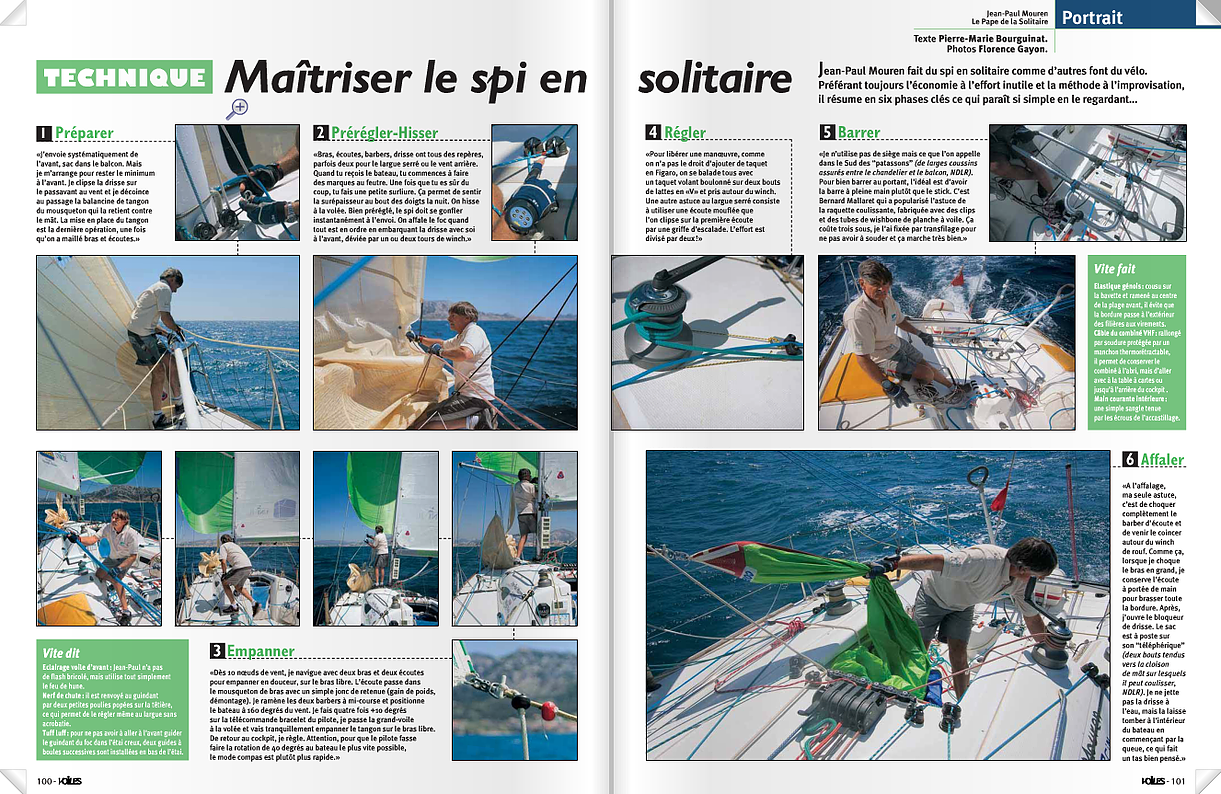 Jean-Paul Mouren
Le Pape de la Solitaire
Portrait
Texte Pierre-Marie Bourguinat.
Photos Florence Gayon.
TECHNIQUE
Maîtriser le spi en solitaire
Jean-Paul Mouren fait du spi en solitaire comme d'autres font du vélo.
Préférant toujours l'économie à l'effort inutile et la méthode à l'improvisation,
il résume en six phases clés ce qui paraît si simple en le regardant...
1 Préparer
«J'envoie systématiquement de
l'avant, sac dans le balcon. Mais
je m'arrange pour rester le minimum
à l'avant. Je clipse la drisse sur
le passavant au vent et je décoince
au passage la balancine de tangon
du mousqueton qui la retient contre
le mât. La mise en place du tangon
est la dernière opération, une fois
qu'on a maillé bras et écoutes.»
2 Prérégler-Hisser
«Bras, écoutes, barbers, drisse ont tous des repères,
parfois deux pour le largue serré ou le vent arrière.
Quand tu reçois le bateau, tu commences à faire
des marques au feutre. Une fois que tu es sûr du
coup, tu fais une petite surliure. Ça permet de sentir
la surépaisseur au bout des doigts la nuit. On hisse
à la volée. Bien préréglé, le spi doit se gonfler
instantanément à l'envoi. On affale le foc quand
tout est en ordre en embarquant la drisse avec soi
à l'avant, déviée par un ou deux tours de winch.»
4 Régler
«Pour libérer une manœuvre, comme
on n'a pas le droit d'ajouter de taquet
en Figaro, on se balade tous avec
un taquet volant boulonné sur deux bouts
de lattes en «V» et pris autour du winch.
Une autre astuce au largue serré consiste
à utiliser une écoute mouflée que
l'on clipse sur la première écoute
par une griffe d'escalade. L'effort est
divisé par deux!»
5 Barrer
«Je n'utilise pas de siège mais ce que l'on appelle
dans le Sud des "patassons" (de larges coussins
assurés entre le chandelier et le balcon, NDLR).
Pour bien barrer au portant, l'idéal est d'avoir
la barre à pleine main plutôt que le stick. C'est
Bernard Mallaret qui a popularisé l'astuce de
la raquette coulissante, fabriquée avec des clips
et des tubes de wishbone de planche à voile. Ça
coûte trois sous, je l'ai fixée par transfilage pour
ne pas avoir à souder et ça marche très bien.»
Vite fait
Elastique génois : cousu sur
la bavette et ramené au centre
de la plage avant, il évite que
la bordure passe à l'extérieur
des filières aux virements.
Câble du combiné VHF : rallongé
par soudure protégée par un
manchon thermorétractable,
il permet de conserver le
combiné à l'abri, mais d'aller
avec à la table à cartes ou
jusqu'à l'arrière du cockpit.
Main courante intérieure :
une simple sangle tenue
par les écrous de l'accastillage.
6 Affaler
«A l'affalage,
ma seule astuce,
c'est de choquer
complètement le
barber d'écoute et
de venir le coincer
autour du winch
de rouf. Comme ça,
lorsque je choque
le bras en grand, je
conserve l'écoute
à portée de main
pour brasser toute
la bordure. Après,
j'ouvre le bloqueur
de drisse. Le sac
est à poste sur
son "téléphérique"
(deux bouts tendus
vers la cloison
de mât sur lesquels
il peut coulisser,
NDLR). Je ne jette
pas la drisse à
l'eau, mais la laisse
tomber à l'intérieur
du bateau en
commençant par la
queue, ce qui fait
un tas bien pensé.»
Vite dit
Eclairage voile d'avant : Jean-Paul n'a pas
de flash bricolé, mais utilise tout simplement
le feu de hune.
Nerf de chute : il est renvoyé au guindant
par deux petites poulies popées sur la têtière,
ce qui permet de le régler même au largue sans
acrobatie.
Tuff luff : pour ne pas avoir à aller à l'avant guider
le guindant du foc dans l'étai creux, deux guides à
boules successives sont installées en bas de l'étai.
3 Empanner
«Dès 10 nœuds de vent, je navigue avec deux bras et deux écoutes
pour empanner en douceur, sur le bras libre. L'écoute passe dans
le mousqueton de bras avec un simple jonc de retenue (gain de poids,
démontage). Je ramène les deux barbers à mi-course et positionne
le bateau à 160 degrés du vent. Je fais quatre fois +10 degrés
sur la télécommande bracelet du pilote, je passe la grand-voile
à la volée et vais tranquillement empanner le tangon sur le bras libre.
De retour au cockpit, je règle. Attention, pour que le pilote fasse
faire la rotation de 40 degrés au bateau le plus vite possible,
le mode compas est plutôt plus rapide.»
100 - VOILES
VOILES - 101